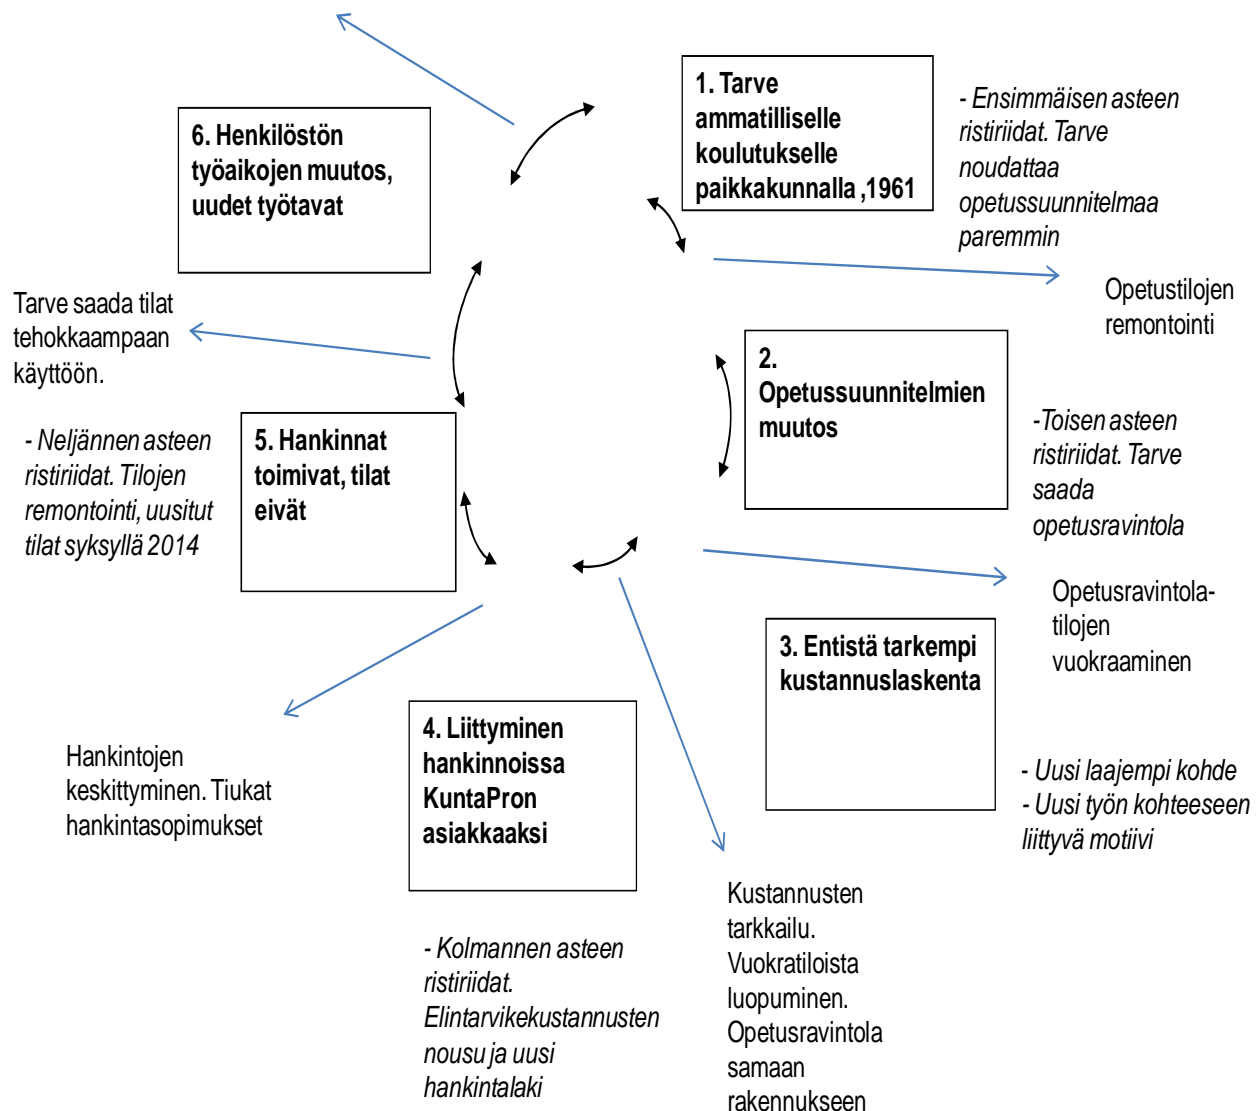 1. Tarve
ammatilliselle
koulutukselle
paikkakunnalla ,1961
- Ensimmäisen asteen
ristiriidat. Tarve
noudattaa
opetussuunnitelmaa
paremmin
Opetustilojen
remontointi
2.
Opetussuunnitelmien
muutos
-Toisen asteen
ristiriidat. Tarve
saada
opetusravintola
Opetusravintola-
tilojen
vuokraaminen
3. Entistä tarkempi
kustannuslaskenta
- Uusi laajempi kohde
- Uusi työn kohteeseen
liittyvä motiivi
Kustannusten
tarkkailu.
Vuokratiloista
luopuminen.
Opetusravintola
samaan
rakennukseen
4. Liittyminen
hankinnoissa
KuntaPron
asiakkaaksi
- Kolmannen asteen
ristiriidat.
Elintarvikekustannusten
nousu ja uusi
hankintalaki
Hankintojen
keskittyminen. Tiukat
hankintasopimukset
5. Hankinnat
toimivat, tilat
eivät
- Neljännen asteen
ristiriidat. Tilojen
remontointi, uusitut
tilat syksyllä 2014
Tarve saada tilat
tehokkaampaan
käyttöön.
6. Henkilöstön
työaikojen muutos,
uudet työtavat